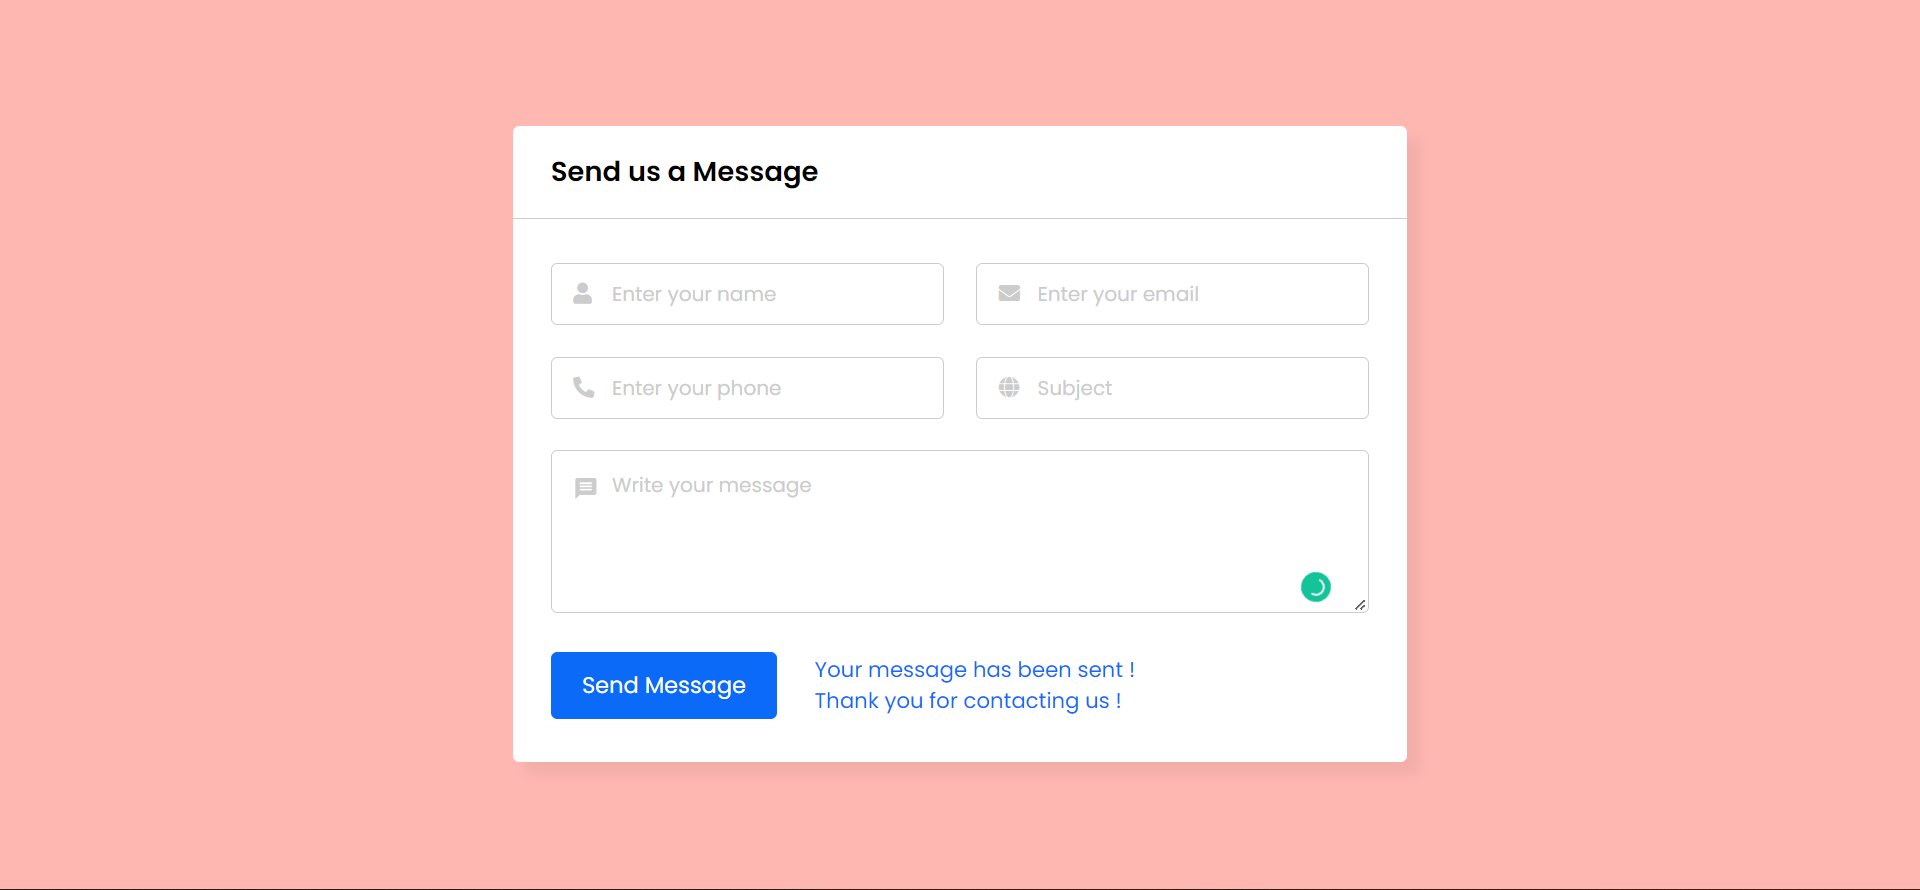 Send us a Message
Enter your name
Enter your email
Enter your phone
Subject
Write your message
Send Message
Your message has been sent !
Thank you for contacting us !